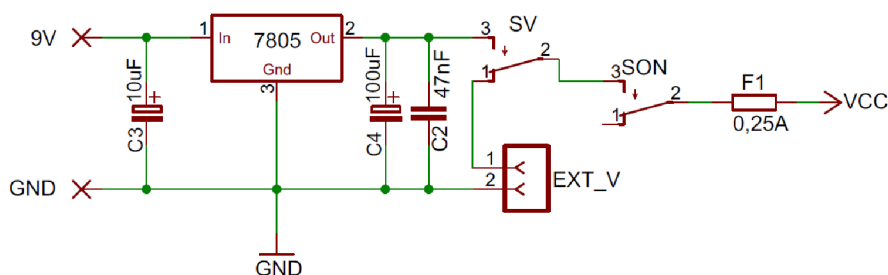 9V
1
In
7805
Out
2
Gnd
3
10uF
+
C3
100uF
+
C4
47nF
C2
3
SV
2
1
3
SON
1
2
F1
0,25A
VCC
1
2
EXT_V
GND
GND